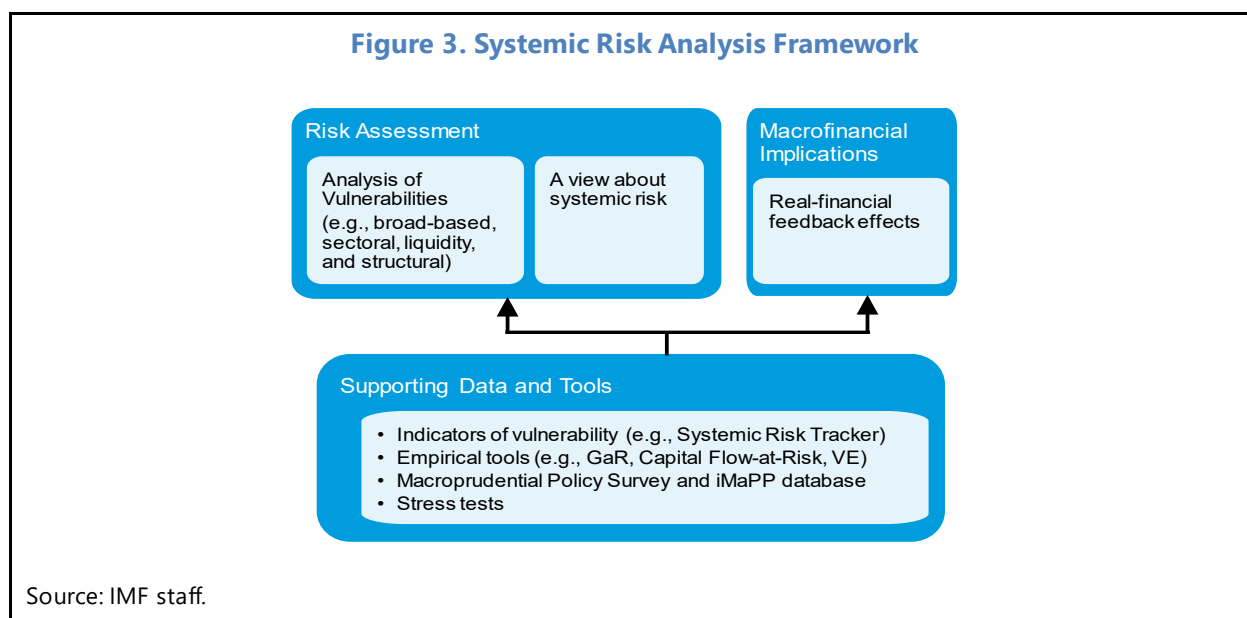 Figure 3. Systemic Risk Analysis Framework
Risk Assessment
Analysis of
Vulnerabilities
(e.g., broad-based,
sectoral, liquidity,
and structural)
A view about
systemic risk
Macrofinancial
Implications
Real-financial
feedback effects
Supporting Data and Tools
• Indicators of vulnerability (e.g., Systemic Risk Tracker)
• Empirical tools (e.g., GaR, Capital Flow-at-Risk, VE)
• Macroprudential Policy Survey and iMaPP database
• Stress tests
Source: IMF staff.